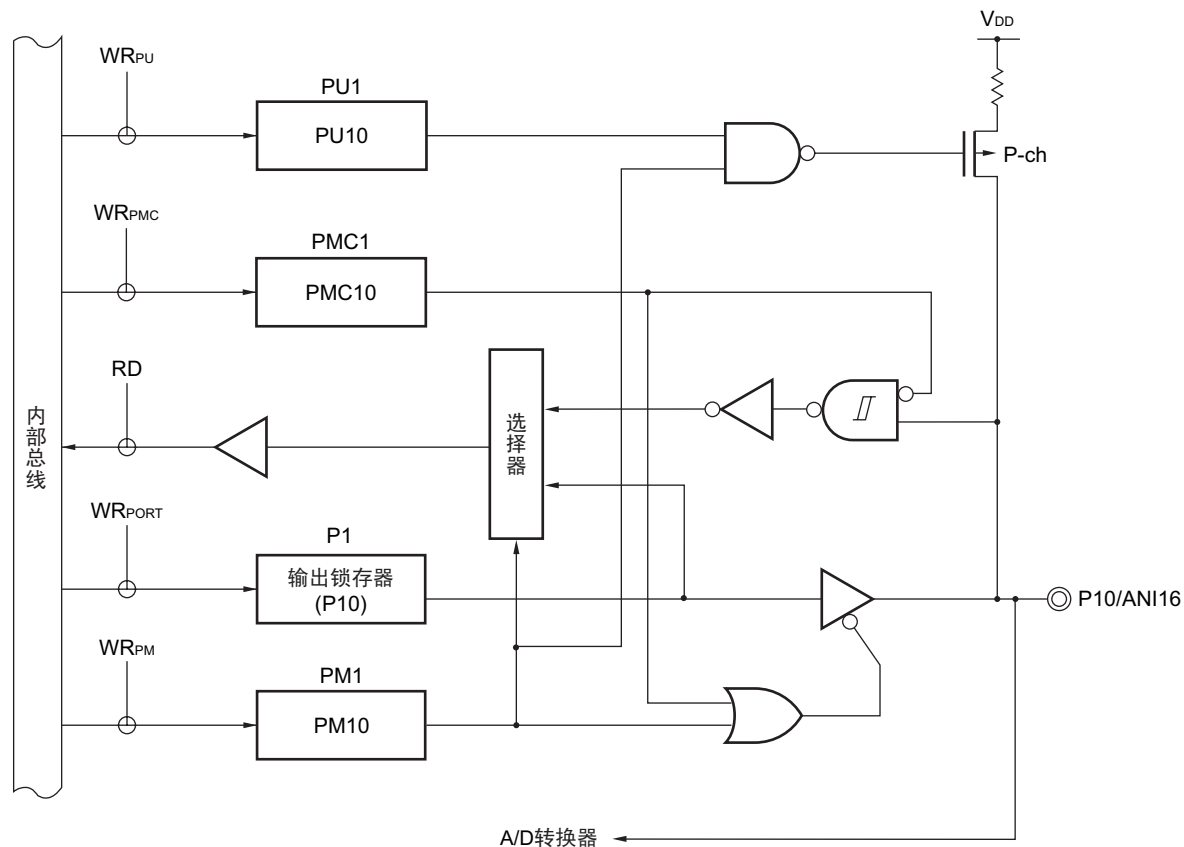 VDD
WRPU
PU1
PU10
P-ch
WRPMC
PMC1
PMC10
RD
内部总线
选择器
WRPORT
P1
输出锁存器
(P10)
P10/ANI16
WRPM
PM1
PM10
A/D转换器